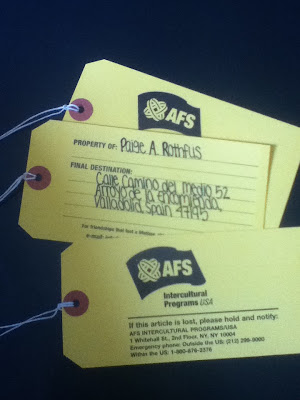 AFS
PROPERTY OF: Paige A. Rothfus
FINAL DESTINATION:
Calle Camino del medio, 52
Arroyo de la encomienda,
Valladolid, Spain 47195
AFS
Intercultural
Programs USA
If this article is lost, please hold and notify:
AFS INTERCULTURAL PROGRAMS/USA
1 Whitehall St., 2nd Floor, NY, NY 10004
Emergency phone: Outside the US: (212) 299-9000
Within the US: 1-800-876-2376